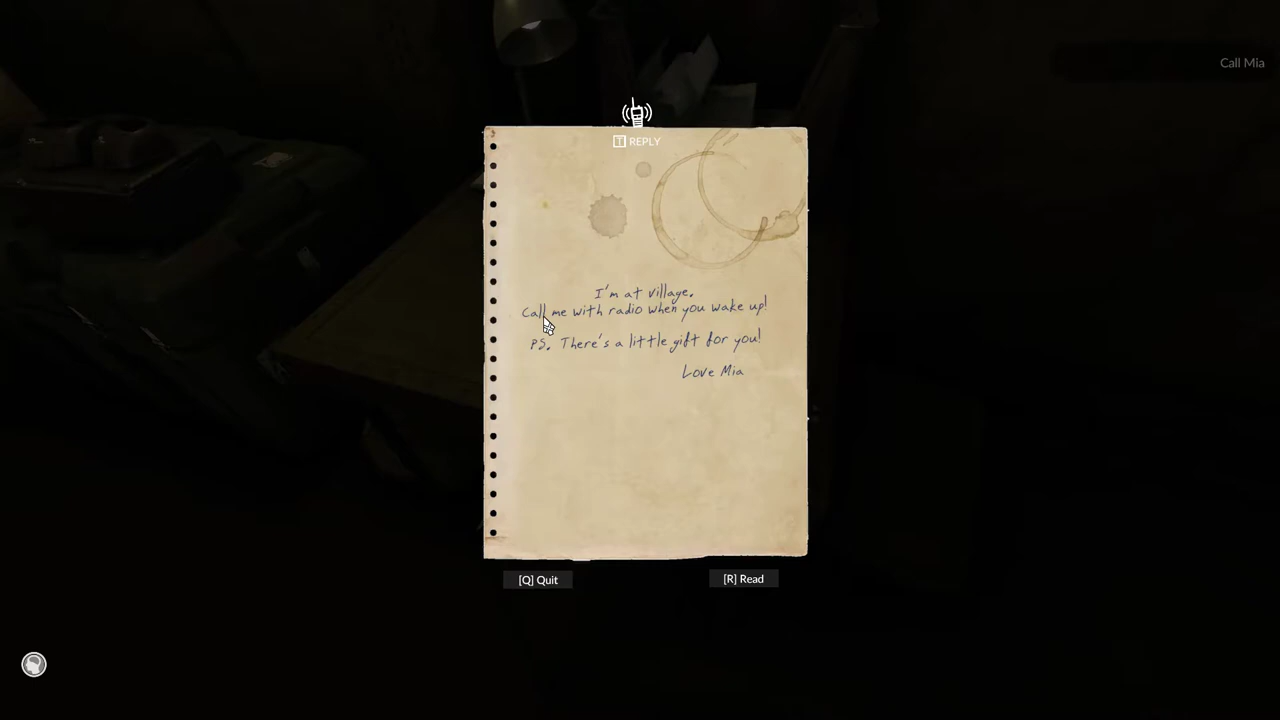 Call Mia
T REPLY
I'm at village.
Call me with radio when you wake up!
PS. There's a little gift for you!
Love Mia
[Q] Quit
[R] Read